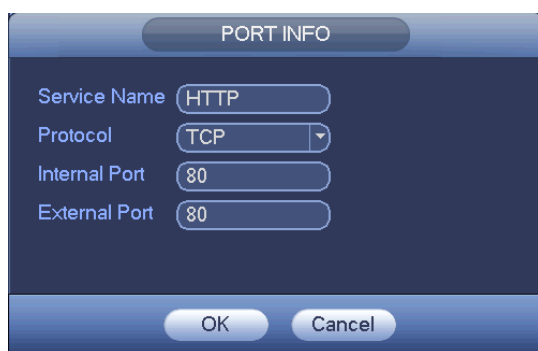 PORT INFO
Service Name HTTP
Protocol TCP
Internal Port 80
External Port 80
OK Cancel